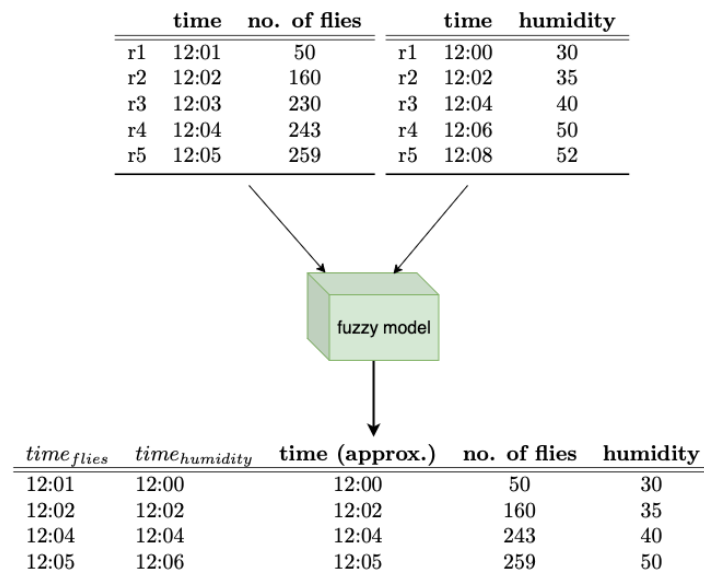 time no. of flies time humidity
r1 12:01 50 r1 12:00 30
r2 12:02 160 r2 12:02 35
r3 12:03 230 r3 12:04 40
r4 12:04 243 r4 12:06 50
r5 12:05 259 r5 12:08 52
fuzzy model
time_flies time_humidity time (approx.) no. of flies humidity
12:01 12:00 12:00 50 30
12:02 12:02 12:02 160 35
12:04 12:04 12:04 243 40
12:05 12:06 12:05 259 50